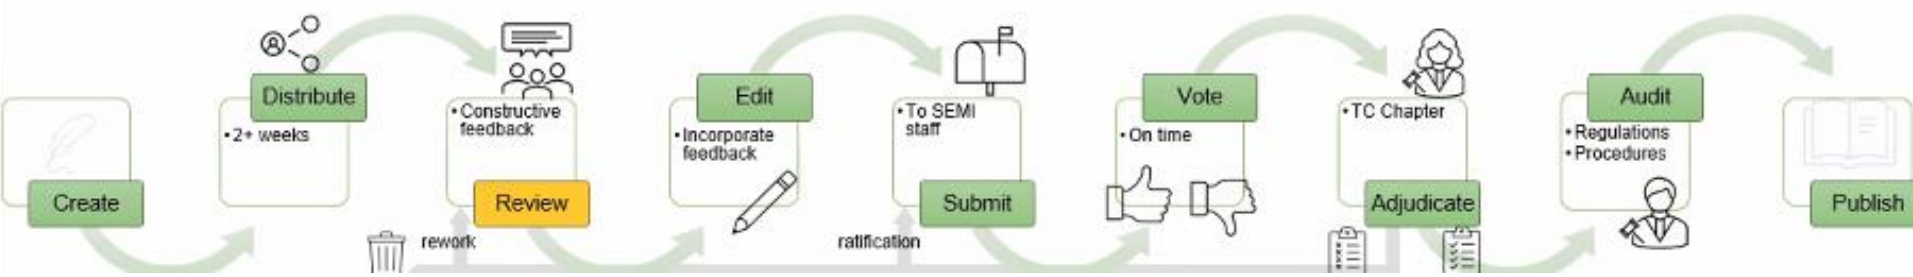 Create
Distribute
• 2+ weeks
• Constructive
feedback
Review
rework
Edit
• Incorporate
feedback
• To SEMI
staff
Submit
ratification
Vote
• On time
• TC Chapter
Adjudicate
Audit
• Regulations
• Procedures
Publish